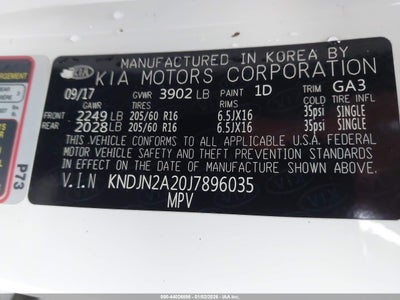 MANUFACTURED IN KOREA BY
KIA KIA MOTORS CORPORATION
09/17 GVWR 3902 LB PAINT 1D TRIM GA3
GAWR TIRES RIMS COLD TIRE INFL
FRONT 2249 LB 205/60 R16 6.5JX16 35psi SINGLE
REAR 2028 LB 205/60 R16 6.5JX16 35psi SINGLE
THIS VEHICLE CONFORMS TO ALL APPLICABLE U.S.A. FEDERAL
MOTOR VEHICLE SAFETY AND THEFT PREVENTION STANDARDS
IN EFFECT ON THE DATE OF MANUFACTURE SHOWN ABOVE.
V.I.N KNDJN2A20J7896035
MPV
P73